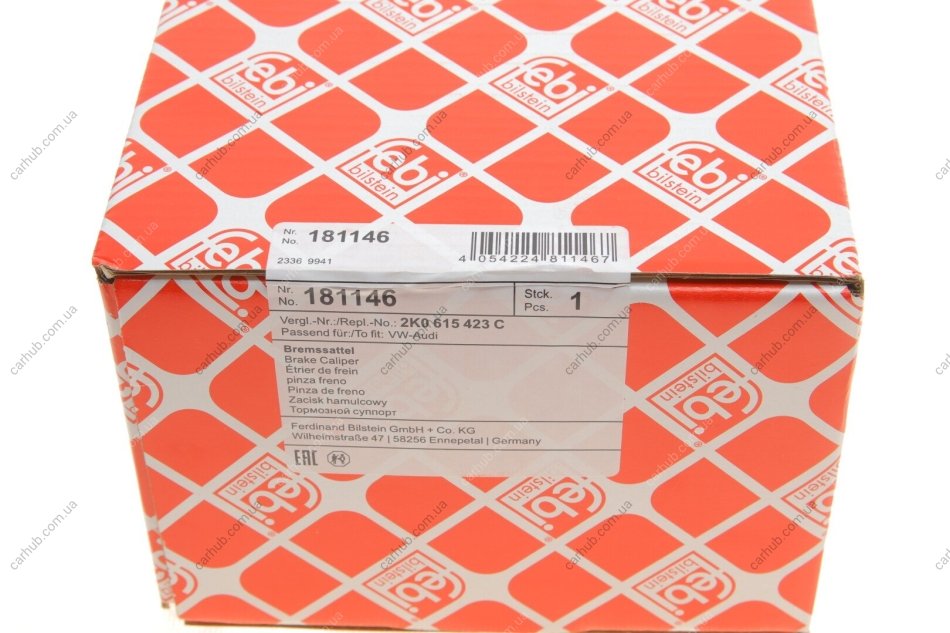 febi
bilstein
Nr.
No. 181146
2336 9941
4 054224 811467
Nr.
No. 181146
Stck.
Pcs. 1
Vergl.-Nr.:/Repl.-No.: 2K0 615 423 C
Passend für:/To fit: VW-Audi
Bremssattel
Brake Caliper
Étrier de frein
pinza freno
Pinza de freno
Zacisk hamulcowy
Тормозной суппорт
Ferdinand Bilstein GmbH + Co. KG
Wilhelmstraße 47 | 58256 Ennepetal | Germany
EAC
carhub.com.ua